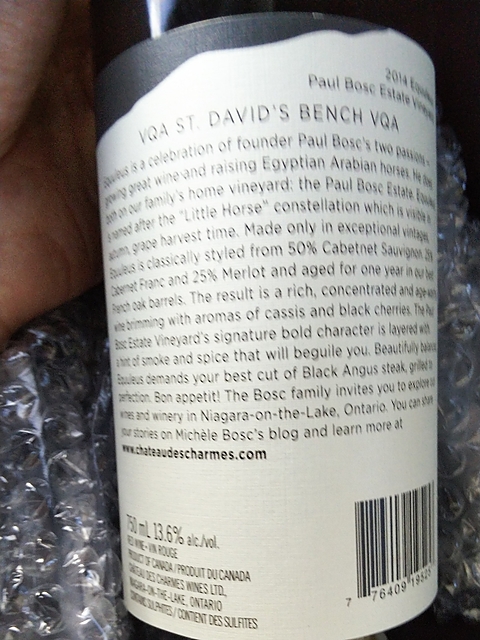 2014 Equuleus
Paul Bosc Estate Vineyard
VQA ST. DAVID'S BENCH VQA
Equuleus is a celebration of founder Paul Bosc's two passions –
growing great wine and raising Egyptian Arabian horses. He does
both on our family's home vineyard: the Paul Bosc Estate. Equuleus
is named after the "Little Horse" constellation which is visible in
autumn, grape harvest time. Made only in exceptional vintages,
Equuleus is classically styled from 50% Cabetnet Sauvignon, 25%
Cabernet Franc and 25% Merlot and aged for one year in our best
French oak barrels. The result is a rich, concentrated and age-worthy
wine brimming with aromas of cassis and black cherries. The Paul
Bosc Estate Vineyard's signature bold character is layered with
a hint of smoke and spice that will beguile you. Beautifully balanced
Equuleus demands your best cut of Black Angus steak, grilled to
perfection. Bon appetit! The Bosc family invites you to explore our
wines and winery in Niagara-on-the-Lake, Ontario. You can share
your stories on Michèle Bosc's blog and learn more at
www.chateaudescharmes.com
750 mL 13.6% alc./vol.
RED WINE • VIN ROUGE
PRODUCT OF CANADA / PRODUIT DU CANADA
CHÂTEAU DES CHARMES WINES LTD.,
NIAGARA-ON-THE-LAKE, ONTARIO
CONTAINS SULPHITES / CONTIENT DES SULFITES
7 76409 19525